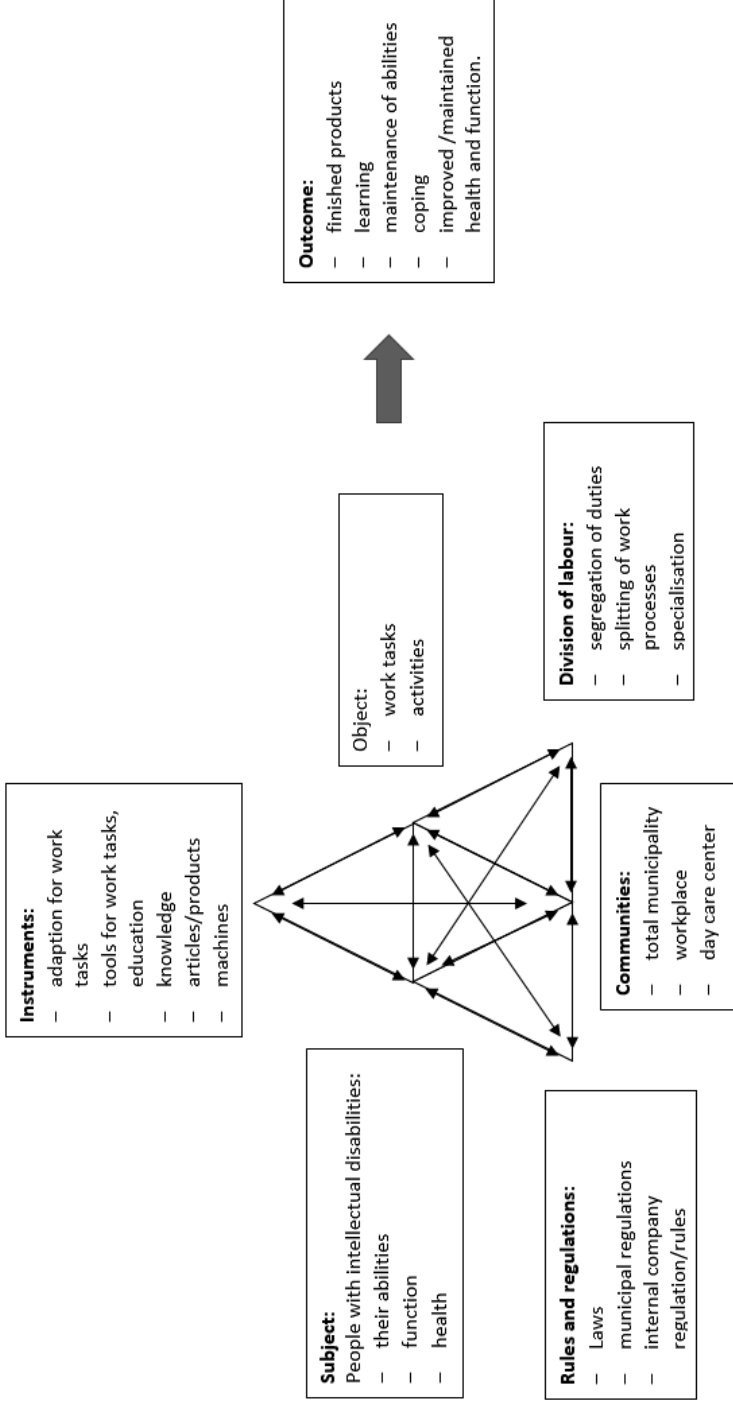 Instruments:
– adaption for work
tasks
– tools for work tasks,
education
– knowledge
– articles/products
– machines
Subject:
People with intellectual disabilities:
– their abilities
– function
– health
Object:
– work tasks
– activities
Outcome:
– finished products
– learning
– maintenance of abilities
– coping
– improved /maintained
health and function.
Rules and regulations:
– Laws
– municipal regulations
– internal company
regulation/rules
Communities:
– total municipality
– workplace
– day care center
Division of labour:
– segregation of duties
– splitting of work
processes
– specialisation